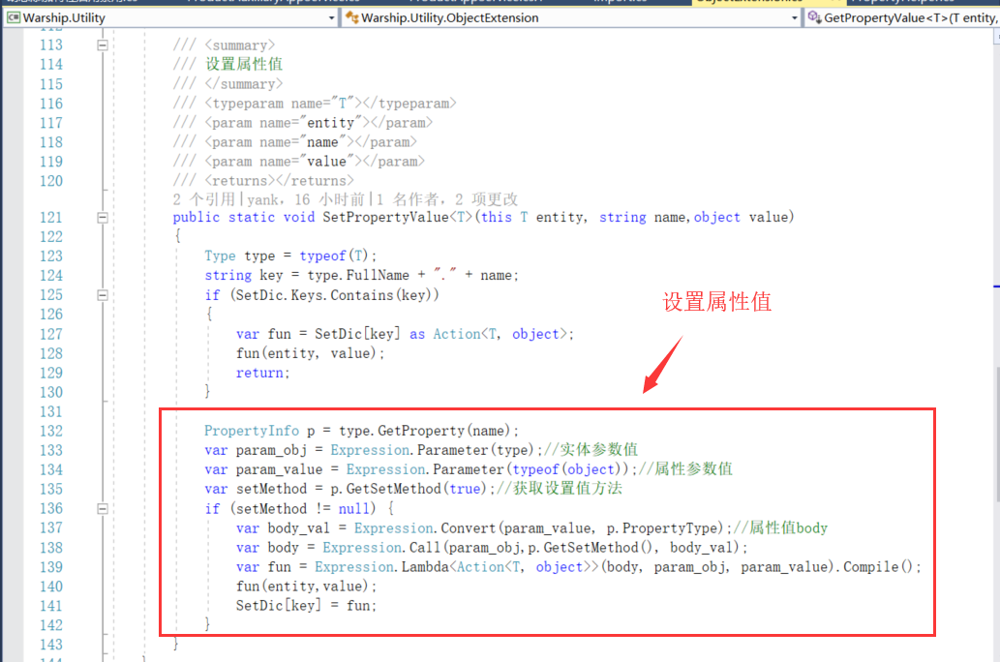 Warship.Utility
Warship.Utility.ObjectExtension
GetPropertyValue<T>(T entity,
113 /// <summary>
114 /// 设置属性值
115 /// </summary>
116 /// <typeparam name="T"></typeparam>
117 /// <param name="entity"></param>
118 /// <param name="name"></param>
119 /// <param name="value"></param>
120 /// <returns></returns>
2 个引用|yank，16 小时前|1 名作者，2 项更改
121 public static void SetPropertyValue<T>(this T entity, string name,object value)
122 {
123 Type type = typeof(T);
124 string key = type.FullName + "." + name;
125 if (SetDic.Keys.Contains(key))
126 {
127 var fun = SetDic[key] as Action<T, object>;
128 fun(entity, value);
129 return;
130 }
设置属性值
131
132 PropertyInfo p = type.GetProperty(name);
133 var param_obj = Expression.Parameter(type);//实体参数值
134 var param_value = Expression.Parameter(typeof(object));//属性参数值
135 var setMethod = p.GetSetMethod(true);//获取设置值方法
136 if (setMethod != null) {
137 var body_val = Expression.Convert(param_value, p.PropertyType);//属性值body
138 var body = Expression.Call(param_obj,p.GetSetMethod(), body_val);
139 var fun = Expression.Lambda<Action<T, object>>(body, param_obj, param_value).Compile();
140 fun(entity,value);
141 SetDic[key] = fun;
142 }
143 }